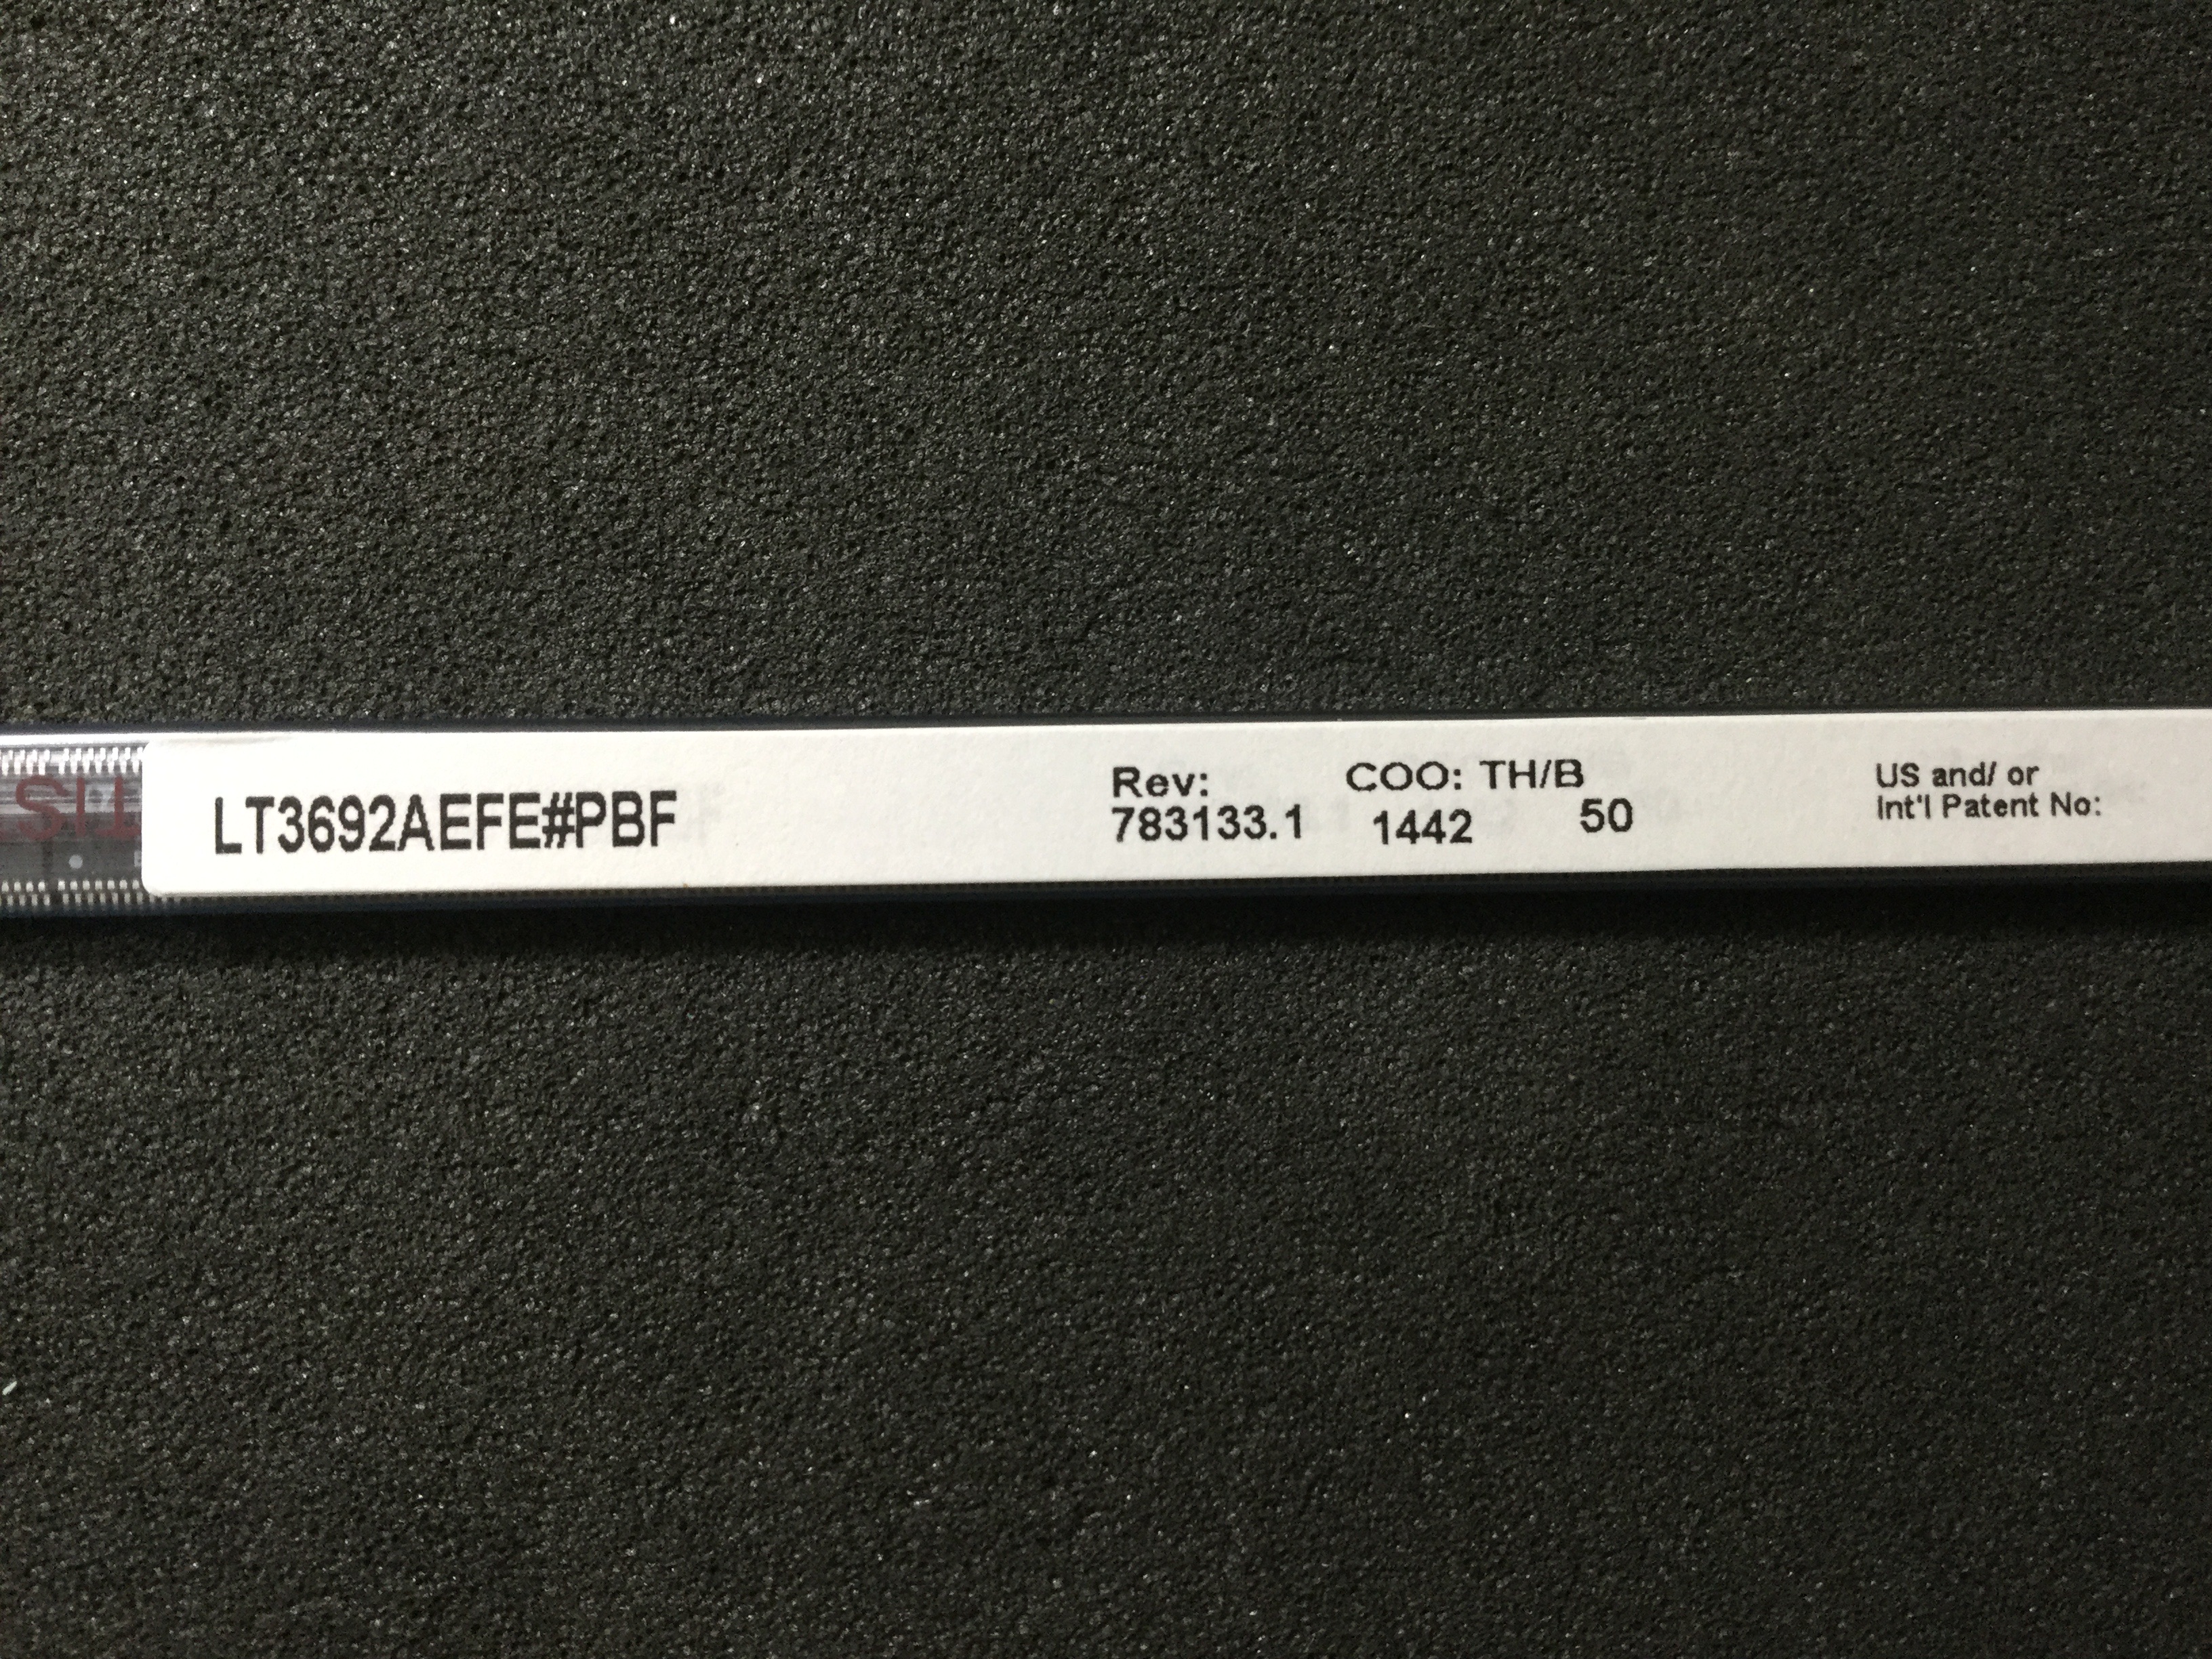 LT3692AEFE#PBF
Rev: COO: TH/B
783133.1 1442 50
US and/ or
Int'l Patent No: